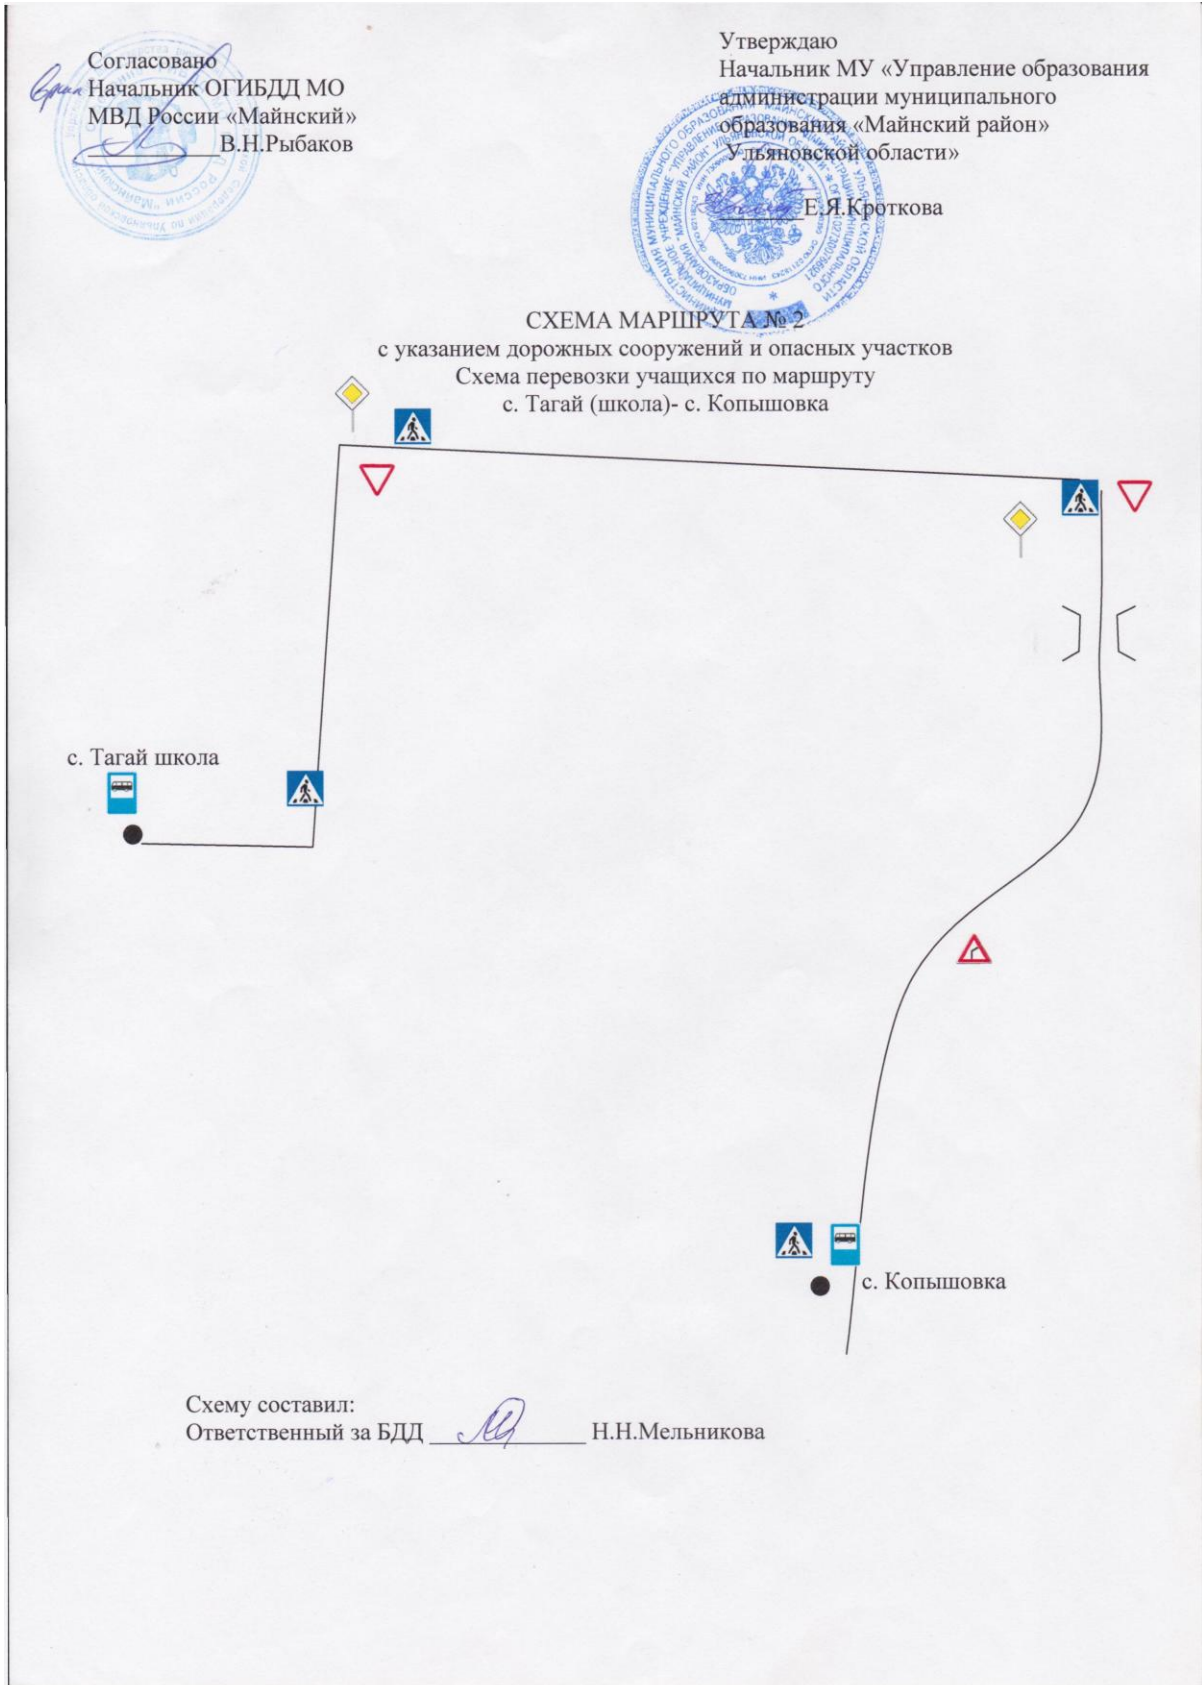 Согласовано
Начальник ОГИБДД МО
МВД России «Майнский»
В.Н.Рыбаков
Утверждаю
Начальник МУ «Управление образования
администрации муниципального
образования «Майнский район»
Ульяновской области»
Е.Я.Кроткова
СХЕМА МАРШРУТА № 2
с указанием дорожных сооружений и опасных участков
Схема перевозки учащихся по маршруту
с. Тагай (школа)- с. Копышовка
с. Тагай школа
с. Копышовка
Схему составил:
Ответственный за БДД ____________ Н.Н.Мельникова